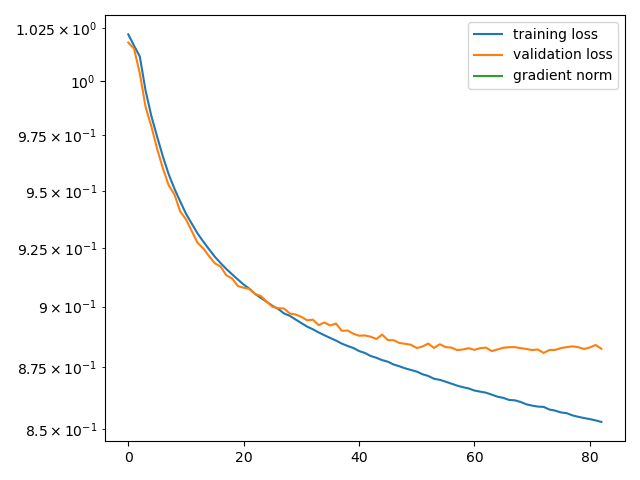 1.025 × 10⁰
10⁰
9.75 × 10⁻¹
9.5 × 10⁻¹
9.25 × 10⁻¹
9 × 10⁻¹
8.75 × 10⁻¹
8.5 × 10⁻¹
0 20 40 60 80
training loss
validation loss
gradient norm